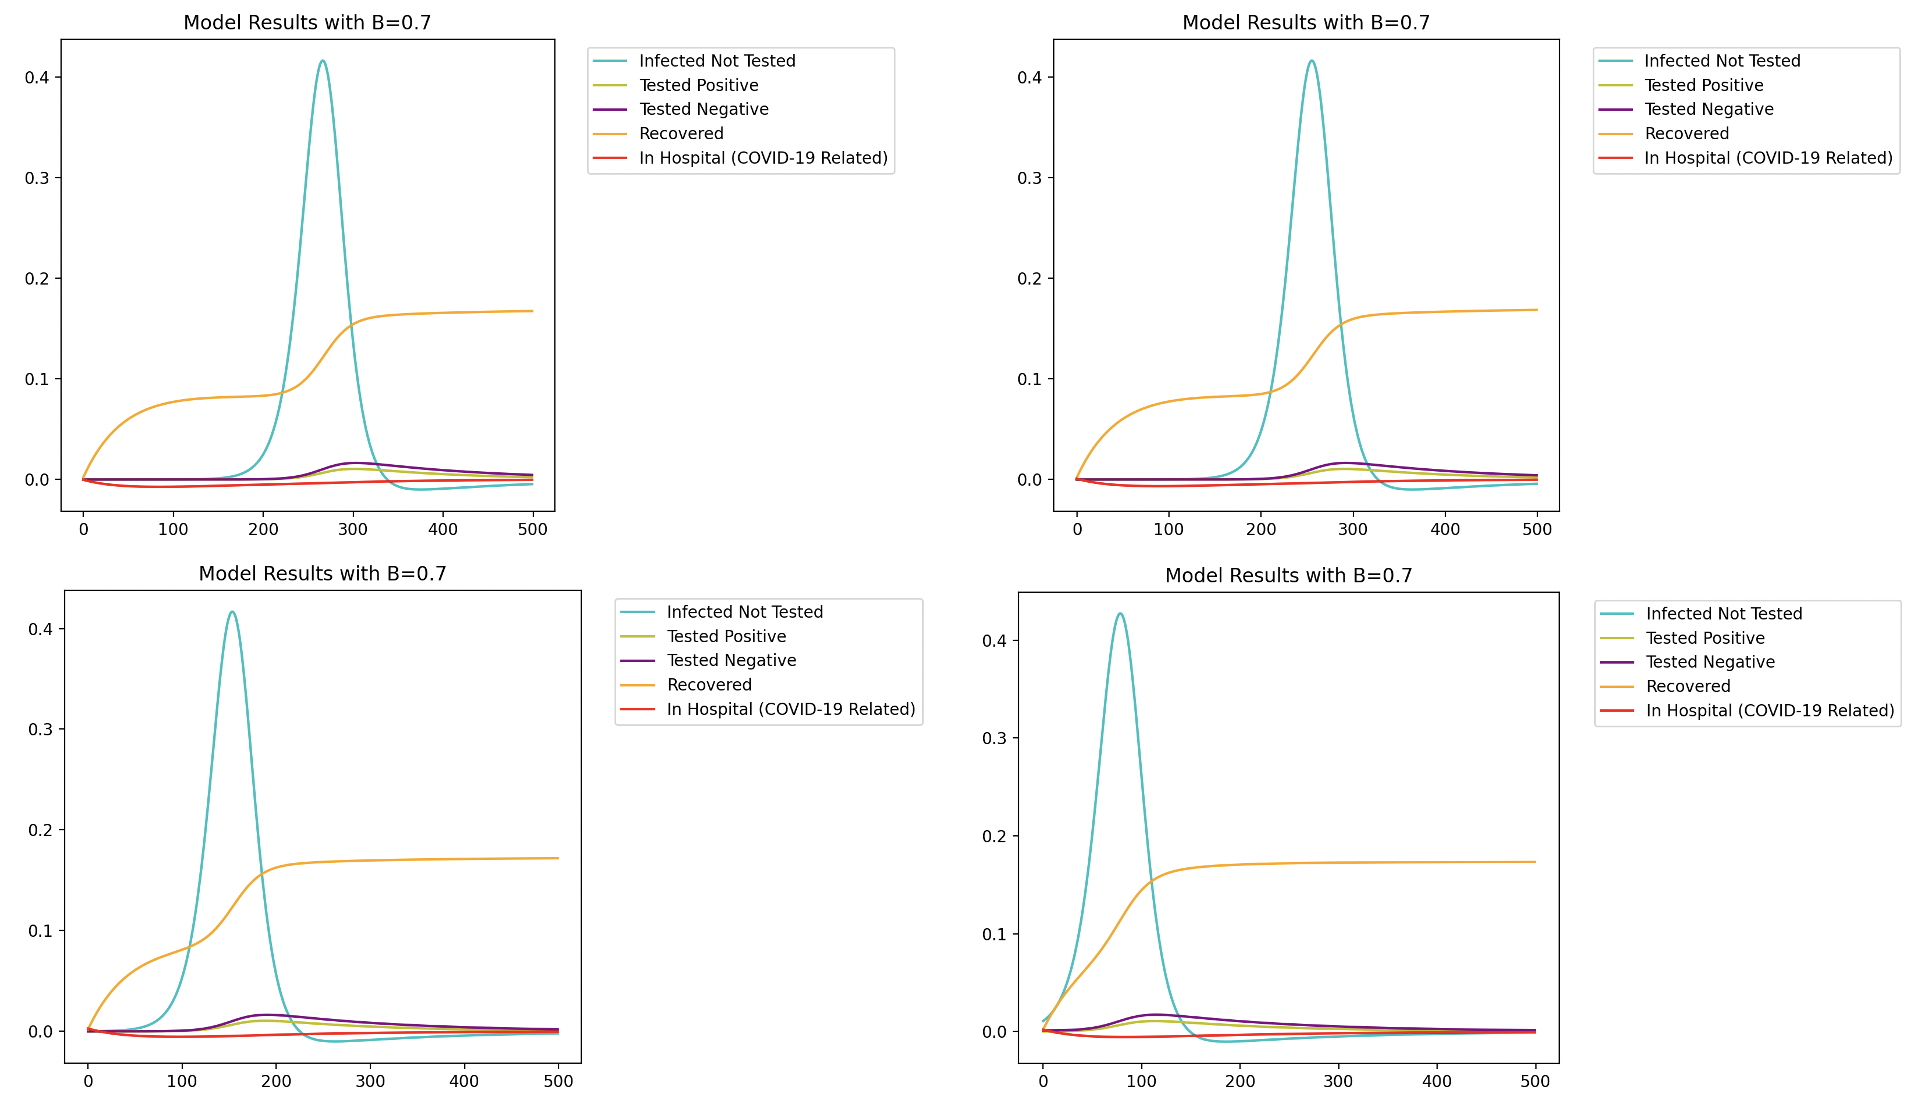 Model Results with B=0.7
0.4
0.3
0.2
0.1
0.0
0 100 200 300 400 500
Infected Not Tested
Tested Positive
Tested Negative
Recovered
In Hospital (COVID-19 Related)
Model Results with B=0.7
0.4
0.3
0.2
0.1
0.0
0 100 200 300 400 500
Infected Not Tested
Tested Positive
Tested Negative
Recovered
In Hospital (COVID-19 Related)
Model Results with B=0.7
0.4
0.3
0.2
0.1
0.0
0 100 200 300 400 500
Infected Not Tested
Tested Positive
Tested Negative
Recovered
In Hospital (COVID-19 Related)
Model Results with B=0.7
0.4
0.3
0.2
0.1
0.0
0 100 200 300 400 500
Infected Not Tested
Tested Positive
Tested Negative
Recovered
In Hospital (COVID-19 Related)